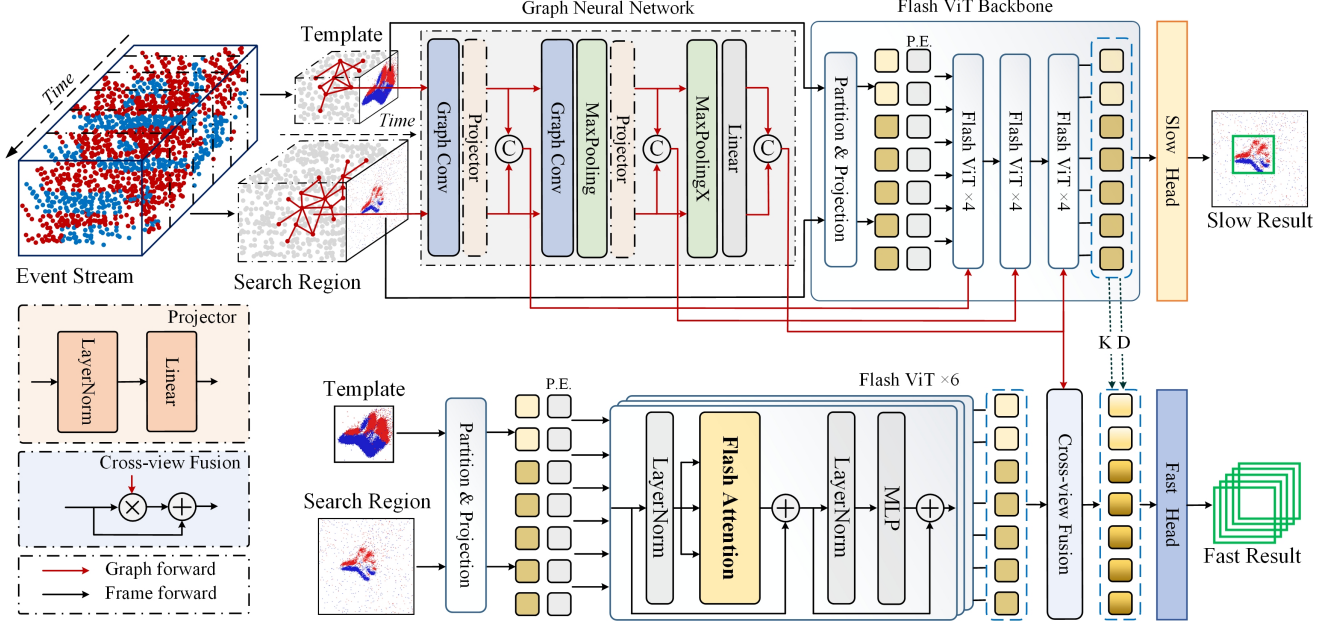 Graph Neural Network
Flash ViT Backbone
Template
P.E.
Time
Time
Graph Conv
Projector
C
Graph Conv
MaxPooling
Projector
C
MaxPoolingX
Linear
C
Partition & Projection
Flash ViT ×4
Flash ViT ×4
Flash ViT ×4
Slow Head
Slow Result
Event Stream
Search Region
Projector
LayerNorm
Linear
K D
Template
P.E.
Flash ViT ×6
Partition & Projection
LayerNorm
Flash Attention
LayerNorm
MLP
Cross-view Fusion
Fast Head
Fast Result
Search Region
Cross-view Fusion
Graph forward
Frame forward